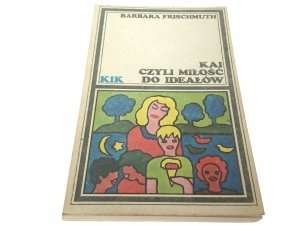 BARBARA FRISCHMUTH
KAI
CZYLI MIŁOŚĆ
DO IDEAŁÓW
KIK